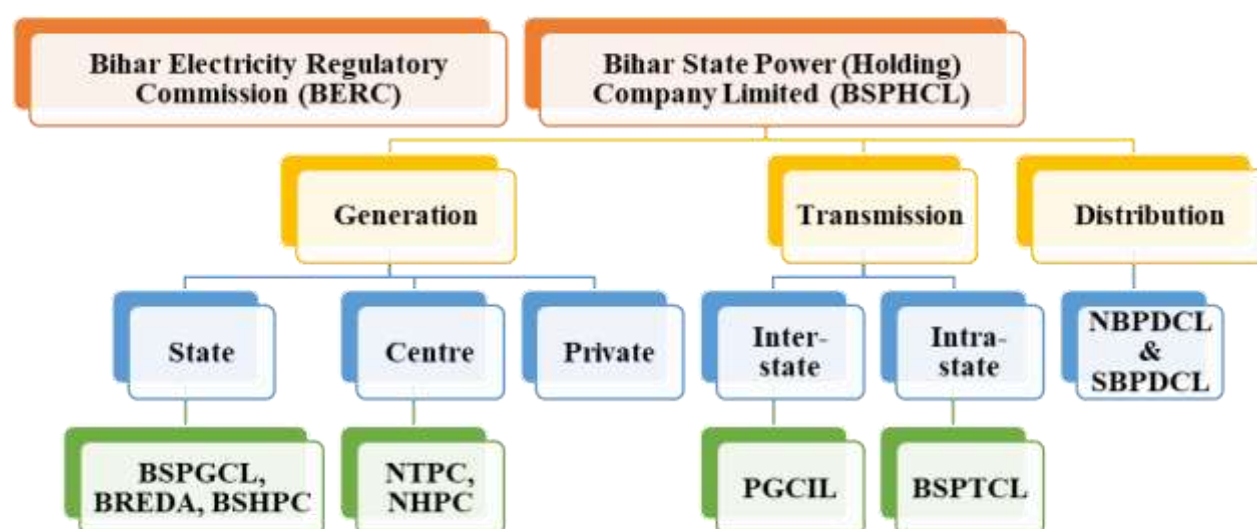 Bihar Electricity Regulatory
Commission (BERC)
Bihar State Power (Holding)
Company Limited (BSPHCL)
Generation
Transmission
Distribution
State
Centre
Private
Inter-
state
Intra-
state
NBPDCL
&
SBPDCL
BSPGCL,
BREDA, BSHPC
NTPC,
NHPC
PGCIL
BSPTCL